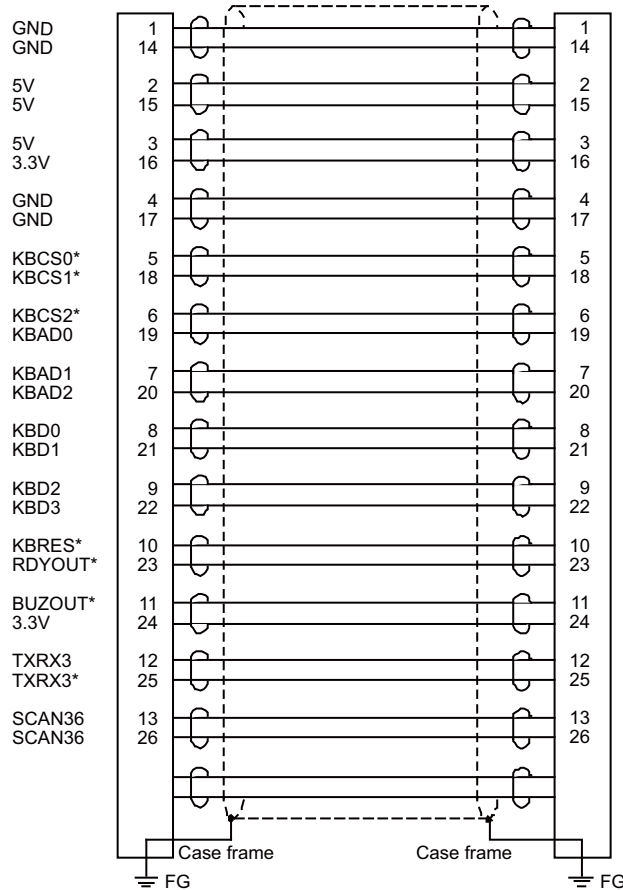 GND 1 1
GND 14 14
5V 2 2
5V 15 15
5V 3 3
3.3V 16 16
GND 4 4
GND 17 17
KBCS0* 5 5
KBCS1* 18 18
KBCS2* 6 6
KBAD0 19 19
KBAD1 7 7
KBAD2 20 20
KBD0 8 8
KBD1 21 21
KBD2 9 9
KBD3 22 22
KBRES* 10 10
RDYOUT* 23 23
BUZOUT* 11 11
3.3V 24 24
TXRX3 12 12
TXRX3* 25 25
SCAN36 13 13
SCAN36 26 26
Case frame Case frame
FG FG